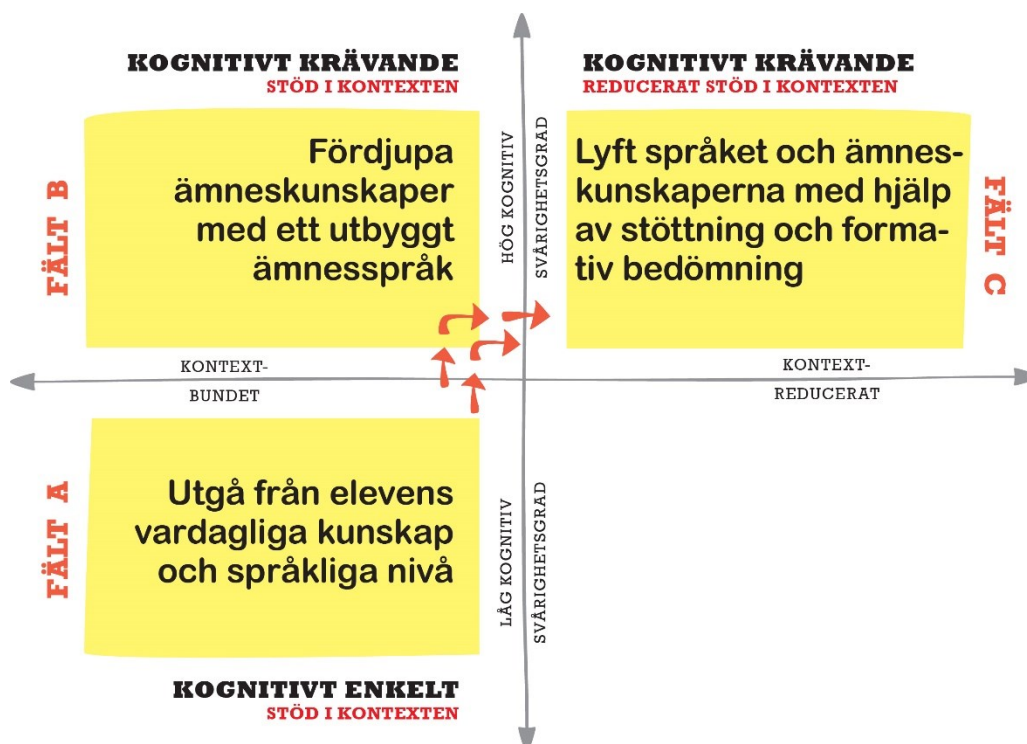 KOGNITIVT KRÄVANDE
STÖD I KONTEXTEN
FÄLT B
Fördjupa
ämneskunskaper
med ett utbyggt
ämnesspråk
HÖG KOGNITIV
SVÅRIGHETSGRAD
KOGNITIVT KRÄVANDE
REDUCERAT STÖD I KONTEXTEN
Lyft språket och ämnes-
kunskaperna med hjälp
av stöttning och forma-
tiv bedömning
FÄLT C
KONTEXT-
BUNDET
KONTEXT-
REDUCERAT
FÄLT A
Utgå från elevens
vardagliga kunskap
och språkliga nivå
LÅG KOGNITIV
SVÅRIGHETSGRAD
KOGNITIVT ENKELT
STÖD I KONTEXTEN